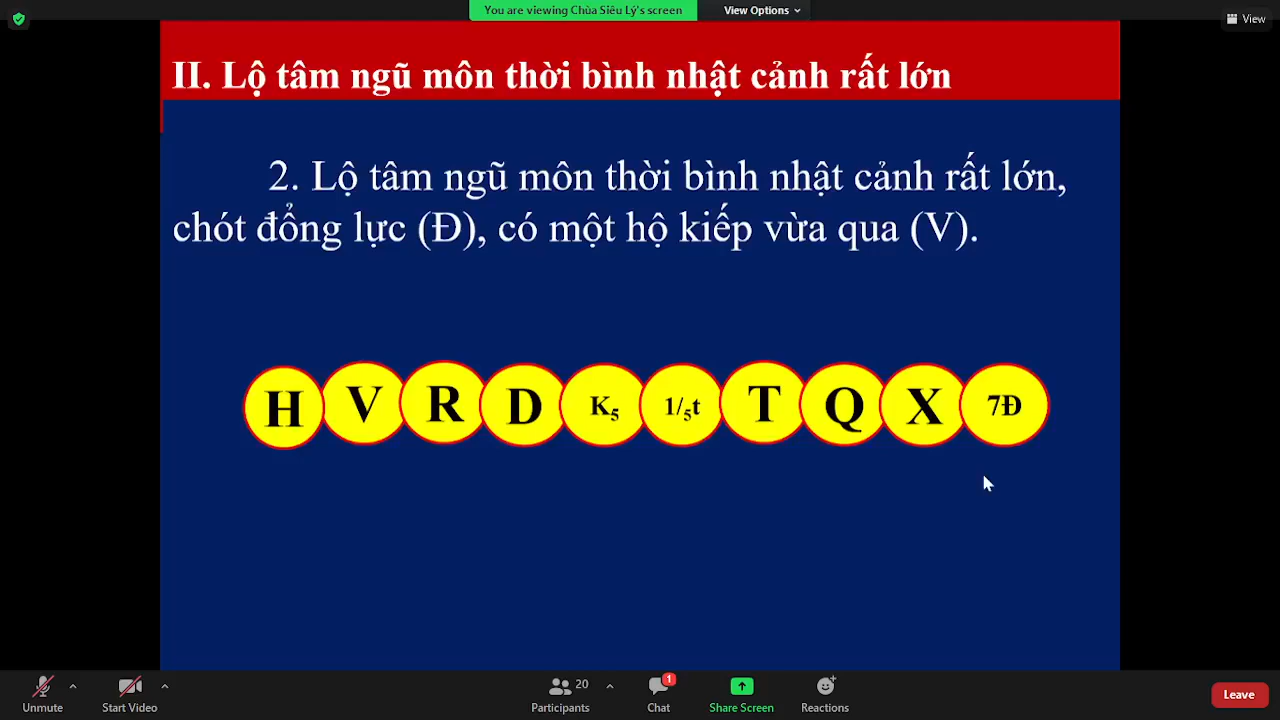 You are viewing Chùa Siêu Lý's screen
View Options
View
II. Lộ tâm ngũ môn thời bình nhật cảnh rất lớn
2. Lộ tâm ngũ môn thời bình nhật cảnh rất lớn,
chót đổng lực (Đ), có một hộ kiếp vừa qua (V).
H V R D K₅ 1/₅t T Q X 7Đ
Unmute
Start Video
20
Participants
1
Chat
Share Screen
Reactions
Leave